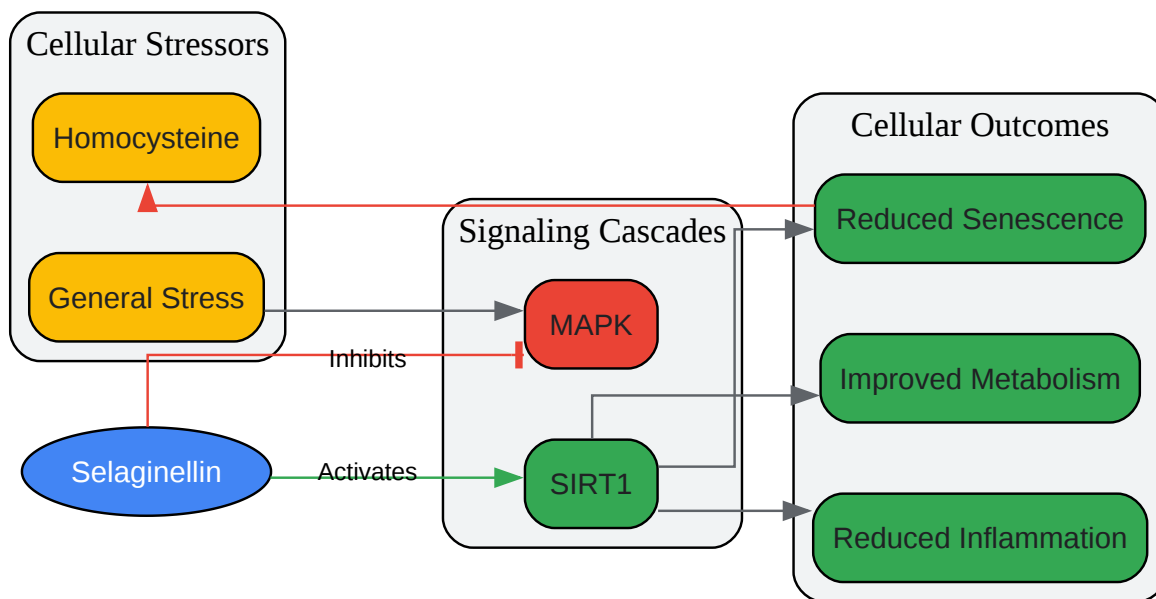 Cellular Stressors
Homocysteine
General Stress
Selaginellin
Inhibits
Activates
Signaling Cascades
MAPK
SIRT1
Cellular Outcomes
Reduced Senescence
Improved Metabolism
Reduced Inflammation